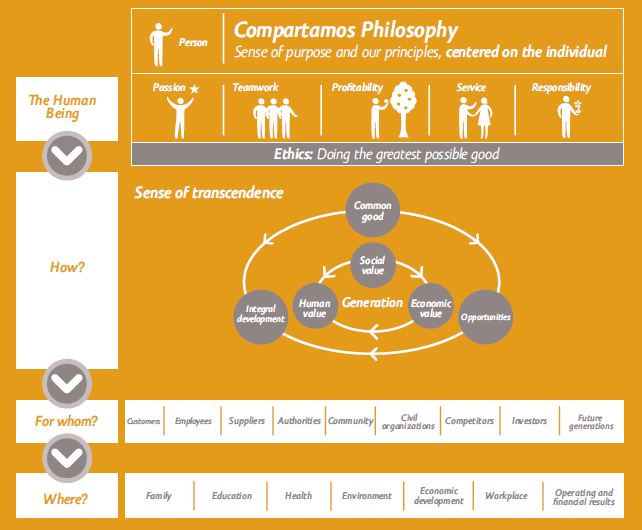 Compartamos Philosophy
Person
Sense of purpose and our principles, centered on the individual
The Human
Being
Passion
Teamwork
Profitability
Service
Responsibility
Ethics: Doing the greatest possible good
How?
Sense of transcendence
Common
good
Social
value
Human
value
Generation
Economic
value
Integral
development
Opportunities
For whom?
Customers
Employees
Suppliers
Authorities
Community
Civil
organizations
Competitors
Investors
Future
generations
Where?
Family
Education
Health
Environment
Economic
development
Workplace
Operating and
financial results